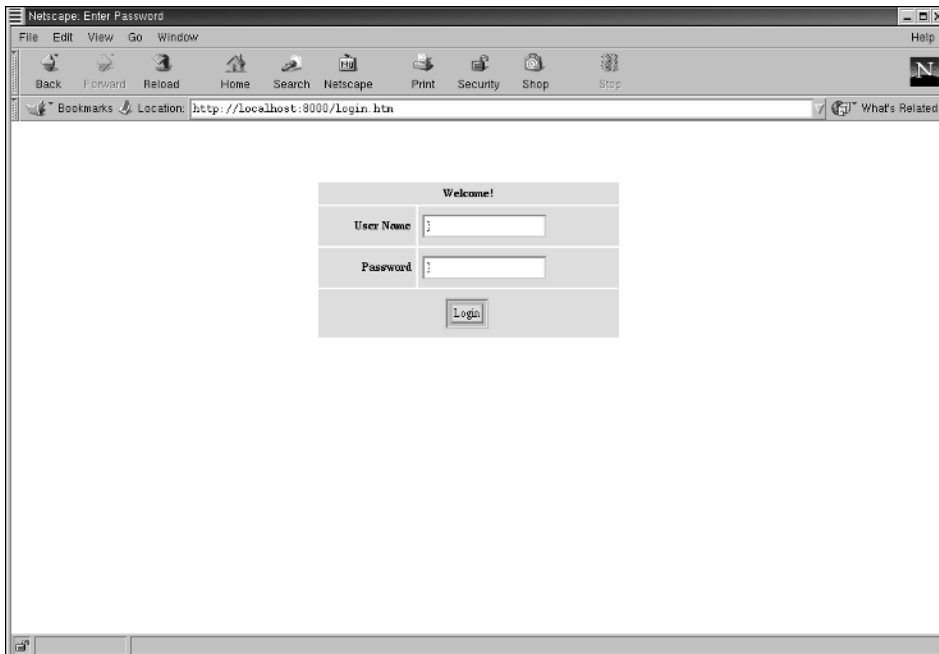 Netscape: Enter Password
File Edit View Go Window Help
Back Forward Reload Home Search Netscape Print Security Shop Stop
N
Bookmarks Location: http://localhost:8000/login.htm What's Related
Welcome!
User Name
Password
Login